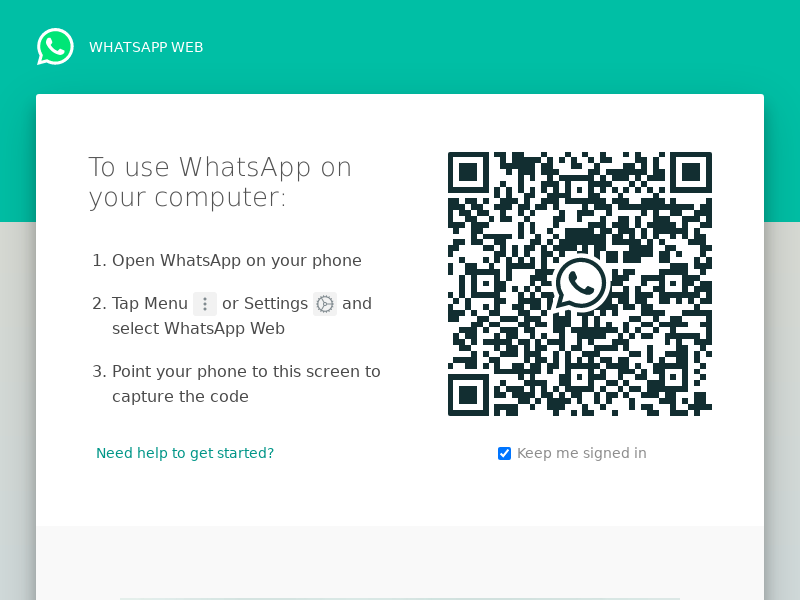 WHATSAPP WEB
To use WhatsApp on
your computer:
1. Open WhatsApp on your phone
2. Tap Menu or Settings and
select WhatsApp Web
3. Point your phone to this screen to
capture the code
Need help to get started?
Keep me signed in